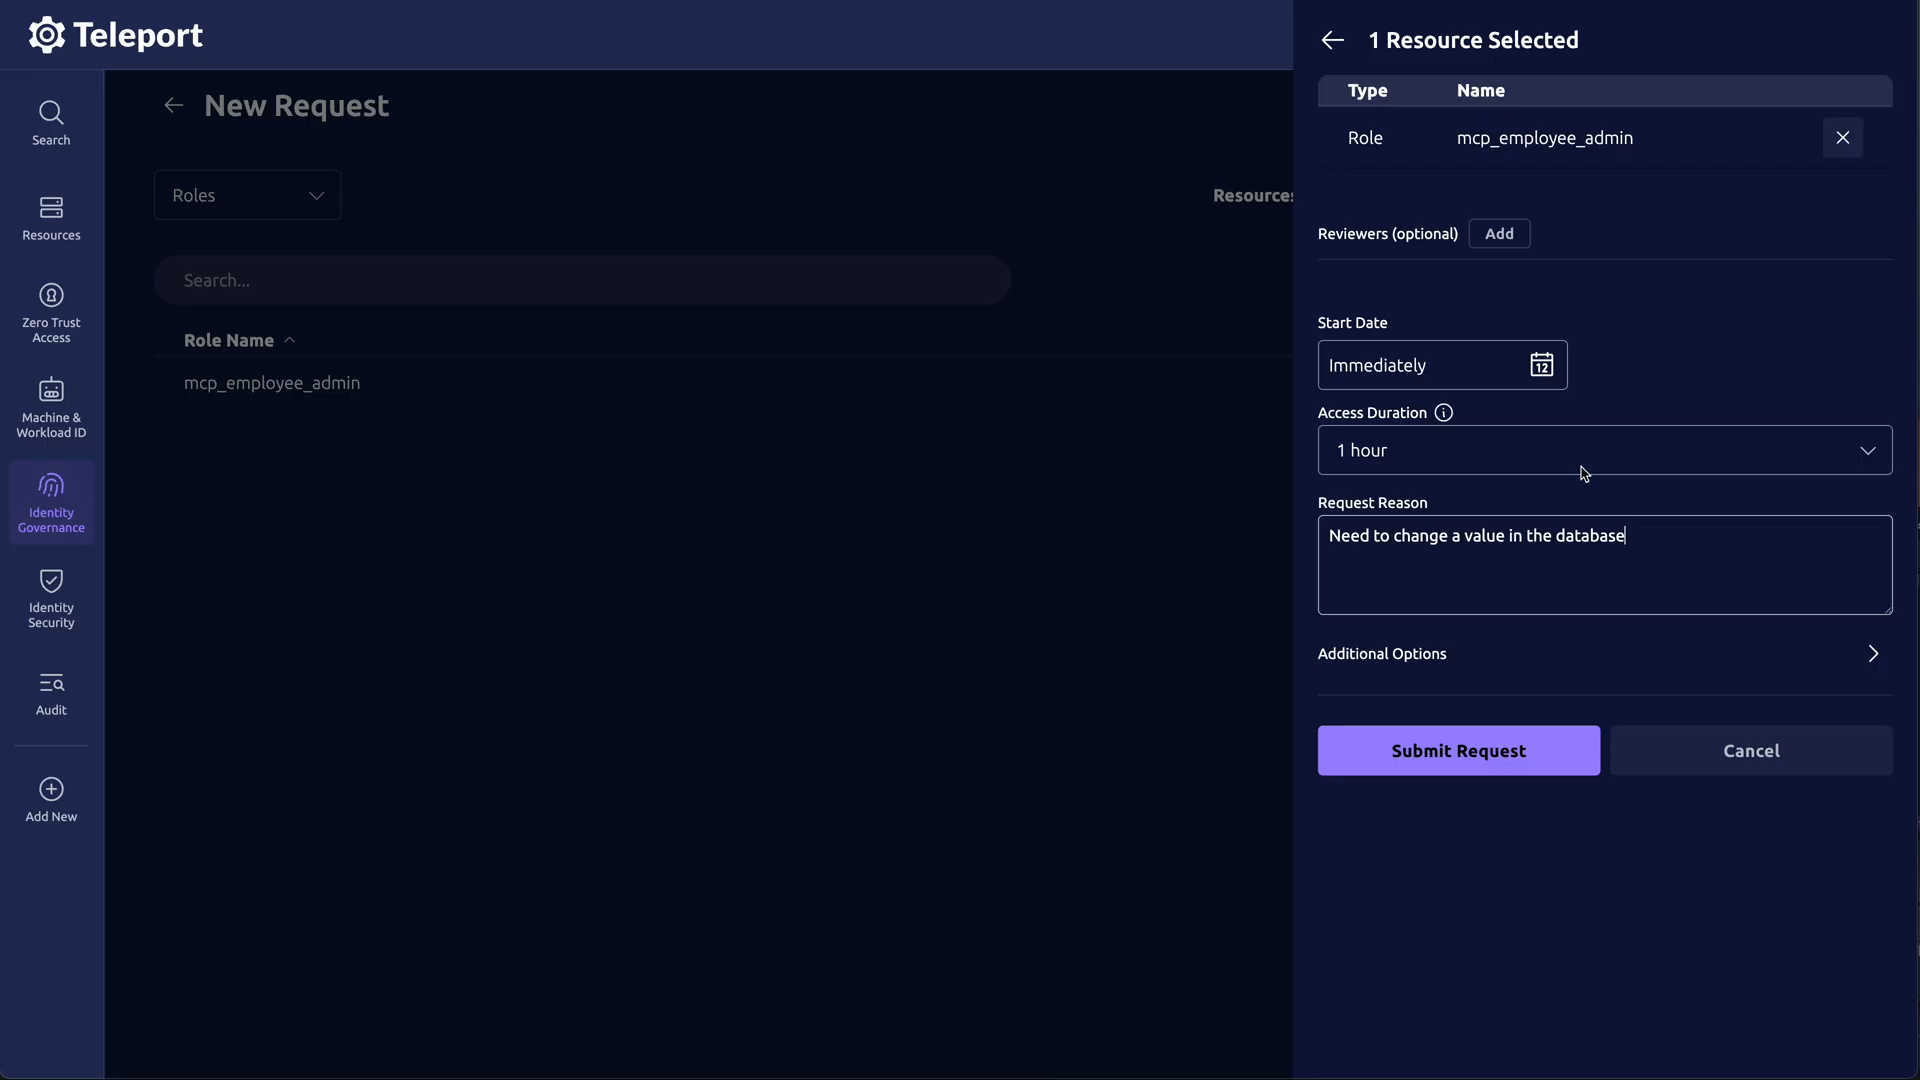 Teleport
Search
Resources
Zero Trust
Access
Machine &
Workload ID
Identity
Governance
Identity
Security
Audit
Add New
New Request
Roles
Resources
Search...
Role Name
mcp_employee_admin
1 Resource Selected
Type Name
Role mcp_employee_admin
Reviewers (optional) Add
Start Date
Immediately 12
Access Duration
1 hour
Request Reason
Need to change a value in the database
Additional Options
Submit Request Cancel